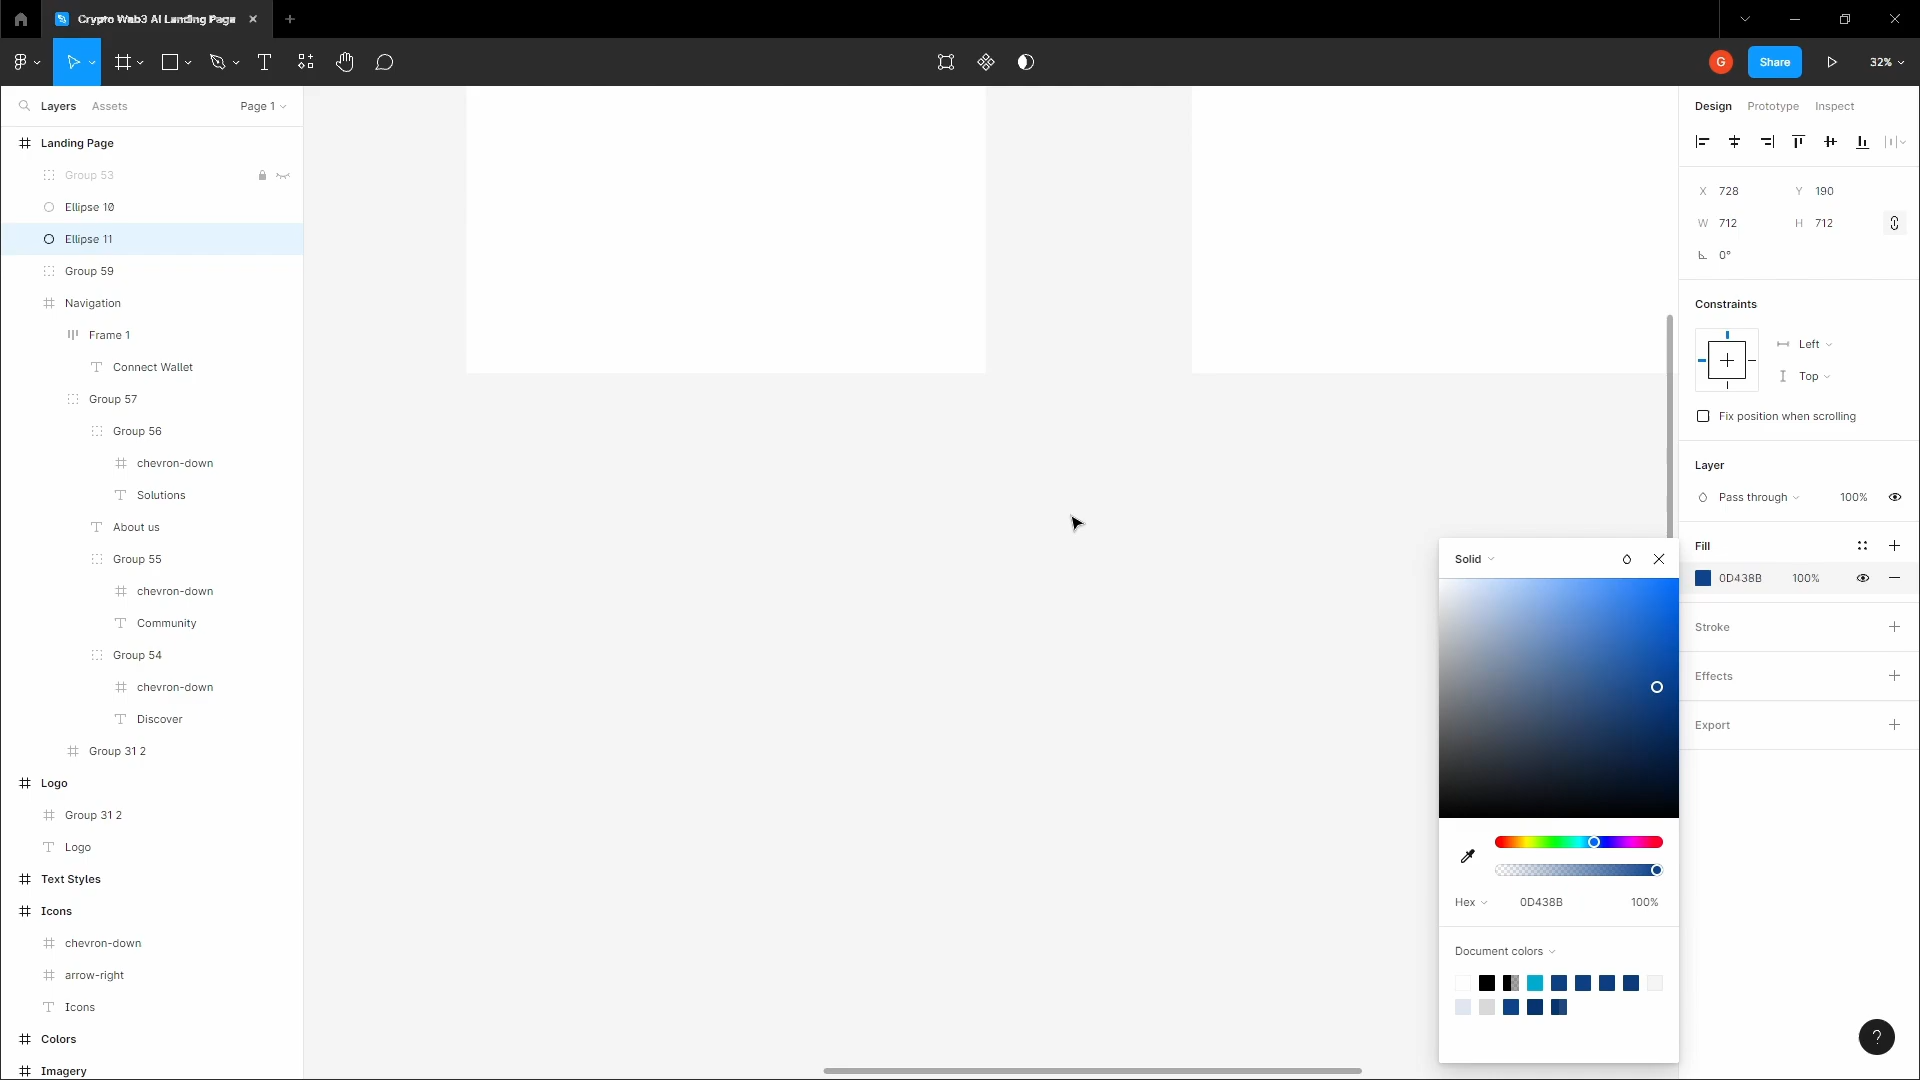 Crypto Web3 AI Landing Page
G
Share
32%
Layers
Assets
Page 1
Landing Page
Group 53
Ellipse 10
Ellipse 11
Group 59
Navigation
Frame 1
Connect Wallet
Group 57
Group 56
chevron-down
Solutions
About us
Group 55
chevron-down
Community
Group 54
chevron-down
Discover
Group 31 2
Logo
Group 31 2
Logo
Text Styles
Icons
chevron-down
arrow-right
Icons
Colors
Imagery
Design
Prototype
Inspect
X 728
Y 190
W 712
H 712
0°
Constraints
Left
Top
Fix position when scrolling
Layer
Pass through
100%
Fill
0D438B
100%
Stroke
Effects
Export
Solid
Hex
0D438B
100%
Document colors
?